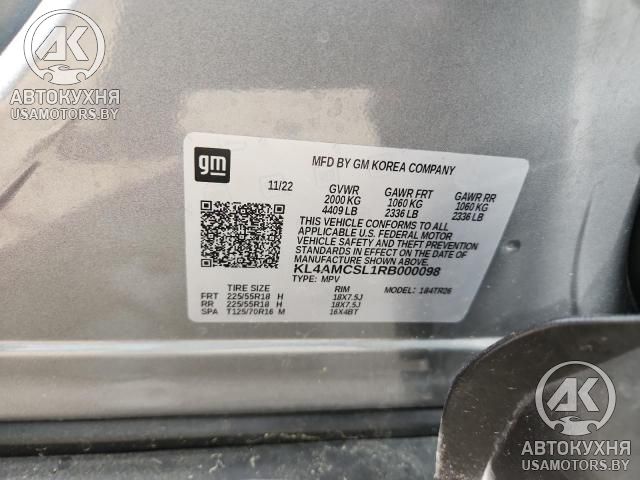 AK
АВТОКУХНЯ
USAMOTORS.BY
gm
MFD BY GM KOREA COMPANY
11/22 GVWR GAWR FRT GAWR RR
2000 KG 1060 KG 1060 KG
4409 LB 2336 LB 2336 LB
THIS VEHICLE CONFORMS TO ALL
APPLICABLE U.S. FEDERAL MOTOR
VEHICLE SAFETY AND THEFT PREVENTION
STANDARDS IN EFFECT ON THE DATE OF
MANUFACTURE SHOWN ABOVE.
KL4AMCSL1RB000098
TYPE: MPV MODEL: 184TR26
TIRE SIZE RIM
FRT 225/55R18 H 18X7.5J
RR 225/55R18 H 18X7.5J
SPA T125/70R16 M 16X4BT
AK
АВТОКУХНЯ
USAMOTORS.BY